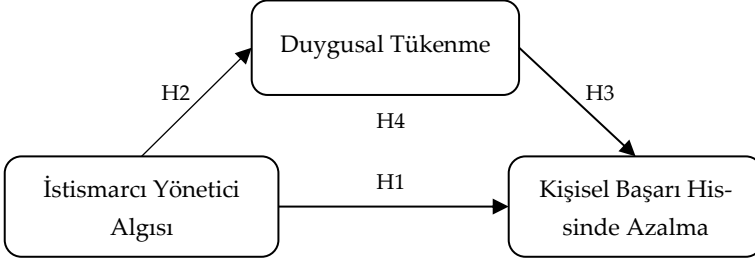 Duygusal Tükenme
H2
H3
H4
İstismarcı Yönetici
Algısı
H1
Kişisel Başarı His-
sinde Azalma